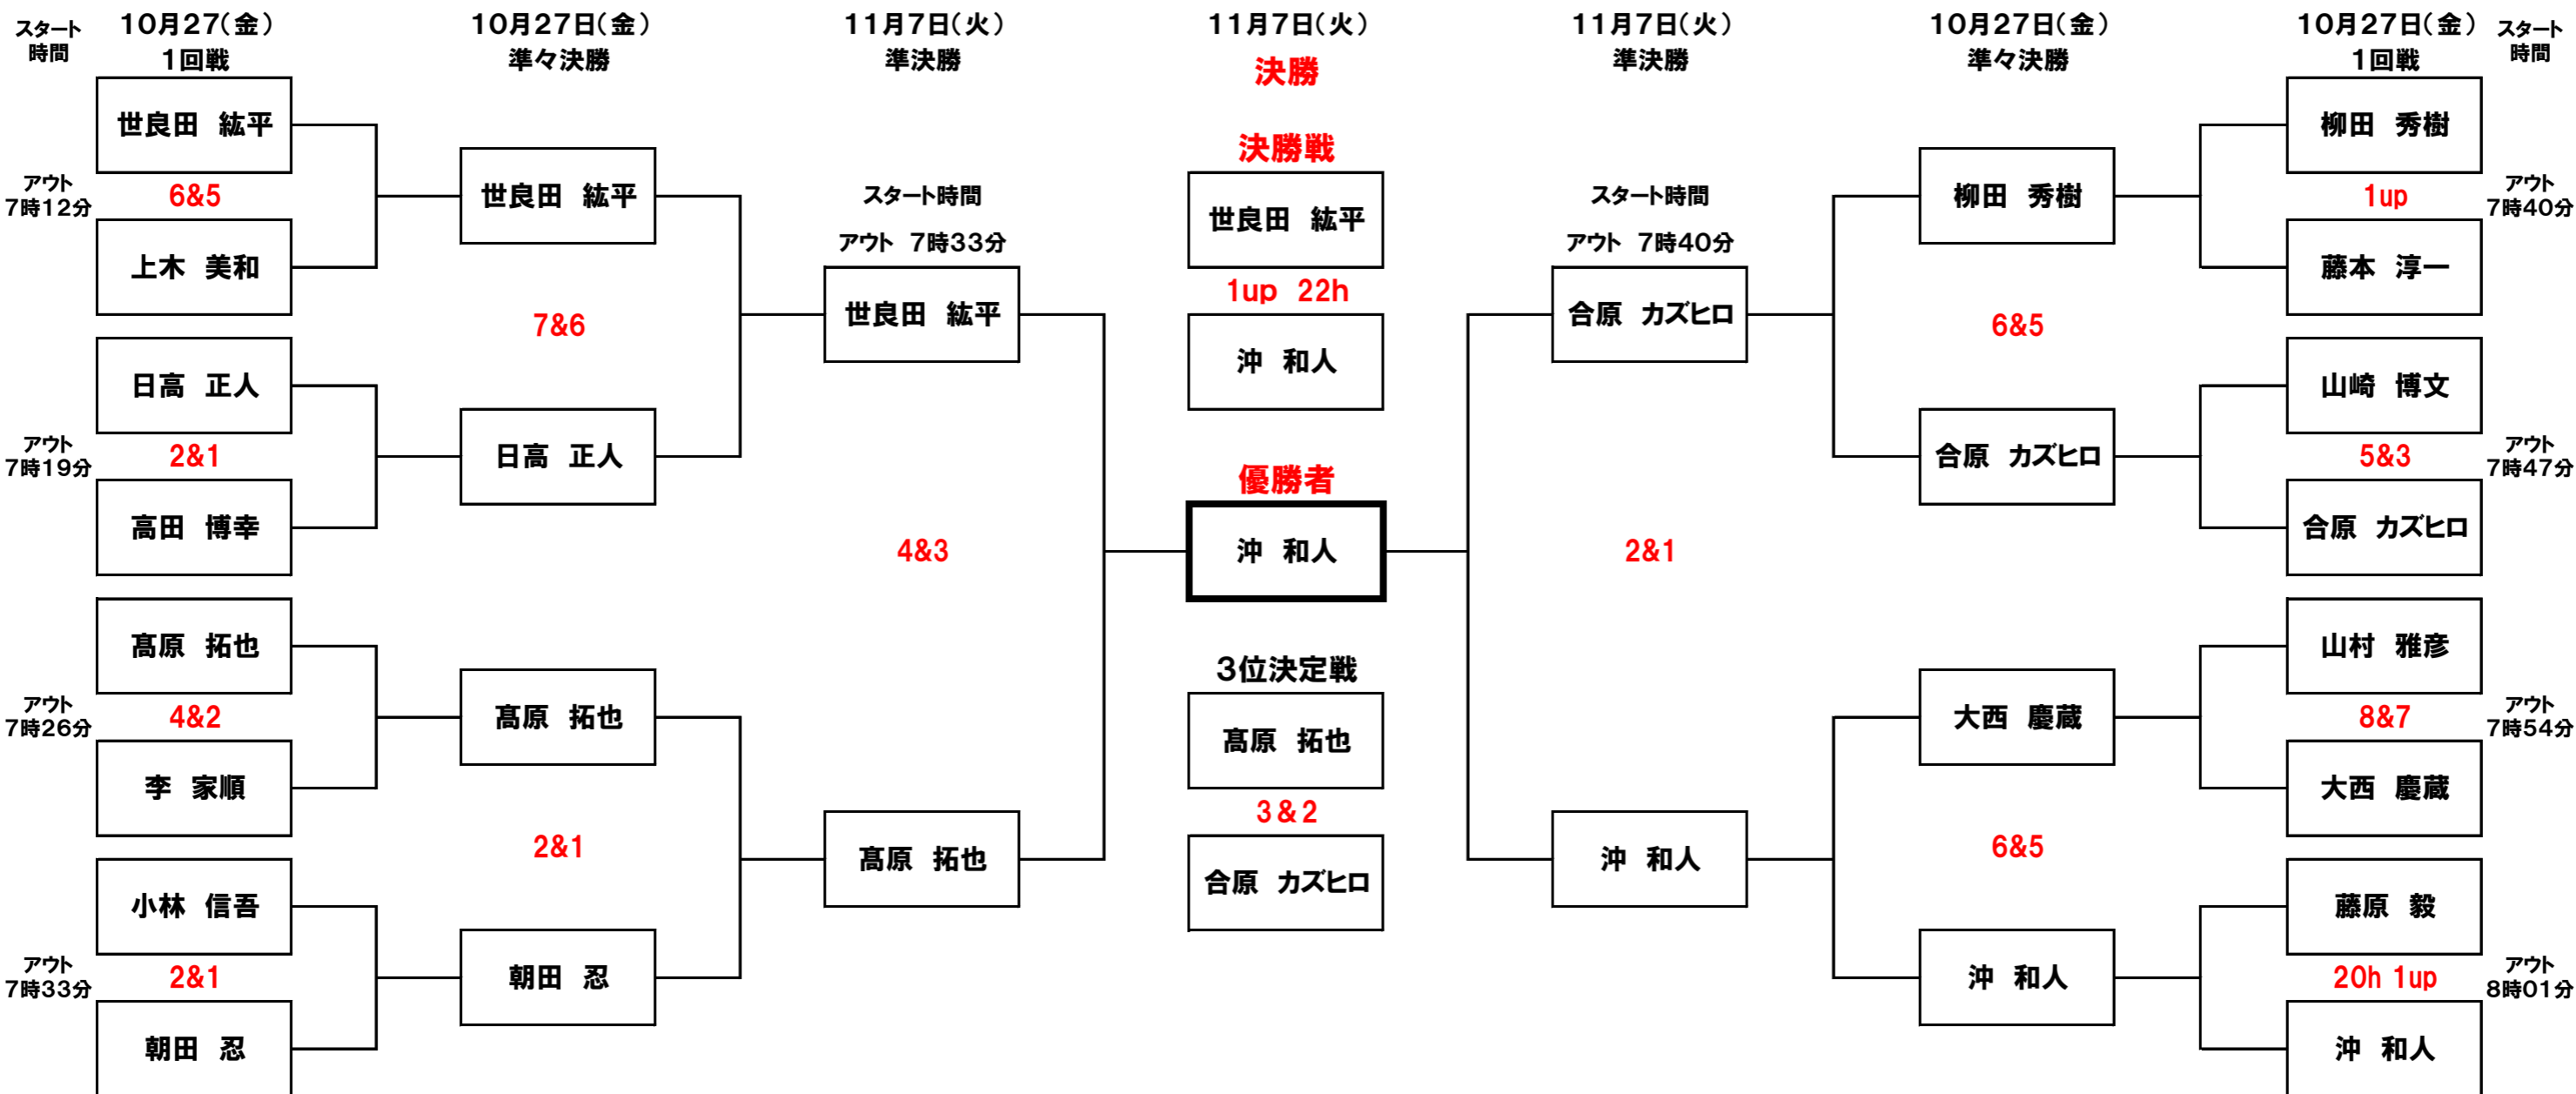 スタート
時間
10月27(金)
1回戦
10月27日(金)
準々決勝
11月7日(火)
準決勝
11月7日(火)
決勝
11月7日(火)
準決勝
10月27日(金)
準々決勝
10月27日(金)
1回戦
スタート
時間
世良田 紘平
アウト
7時12分
6&5
上木 美和
日高 正人
アウト
7時19分
2&1
高田 博幸
髙原 拓也
アウト
7時26分
4&2
李 家順
小林 信吾
アウト
7時33分
2&1
朝田 忍
世良田 紘平
7&6
日高 正人
髙原 拓也
2&1
朝田 忍
スタート時間
アウト 7時33分
世良田 紘平
4&3
髙原 拓也
決勝戦
世良田 紘平
1up 22h
沖 和人
優勝者
沖 和人
3位決定戦
髙原 拓也
3&2
合原 カズヒロ
スタート時間
アウト 7時40分
合原 カズヒロ
2&1
沖 和人
柳田 秀樹
6&5
合原 カズヒロ
大西 慶蔵
6&5
沖 和人
柳田 秀樹
1up
アウト
7時40分
藤本 淳一
山崎 博文
5&3
アウト
7時47分
合原 カズヒロ
山村 雅彦
8&7
アウト
7時54分
大西 慶蔵
藤原 毅
20h 1up
アウト
8時01分
沖 和人